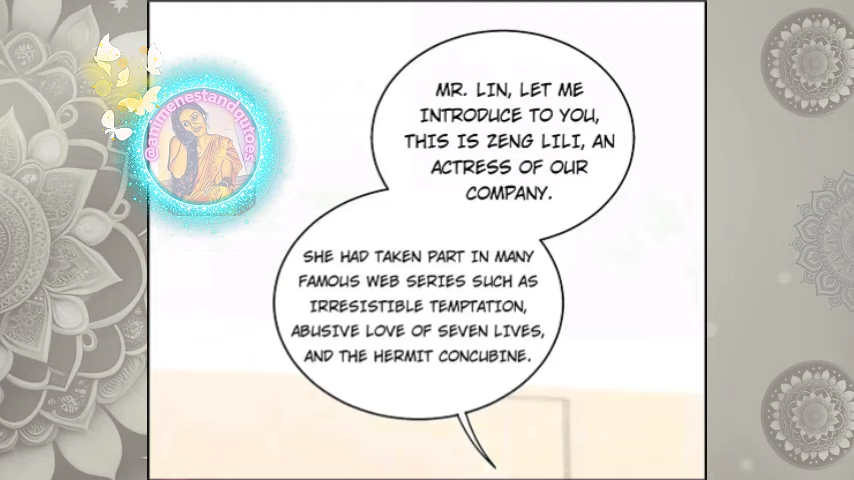 @animenestandqutoes
MR. LIN, LET ME
INTRODUCE TO YOU,
THIS IS ZENG LILI, AN
ACTRESS OF OUR
COMPANY.
SHE HAD TAKEN PART IN MANY
FAMOUS WEB SERIES SUCH AS
IRRESISTIBLE TEMPTATION,
ABUSIVE LOVE OF SEVEN LIVES,
AND THE HERMIT CONCUBINE.